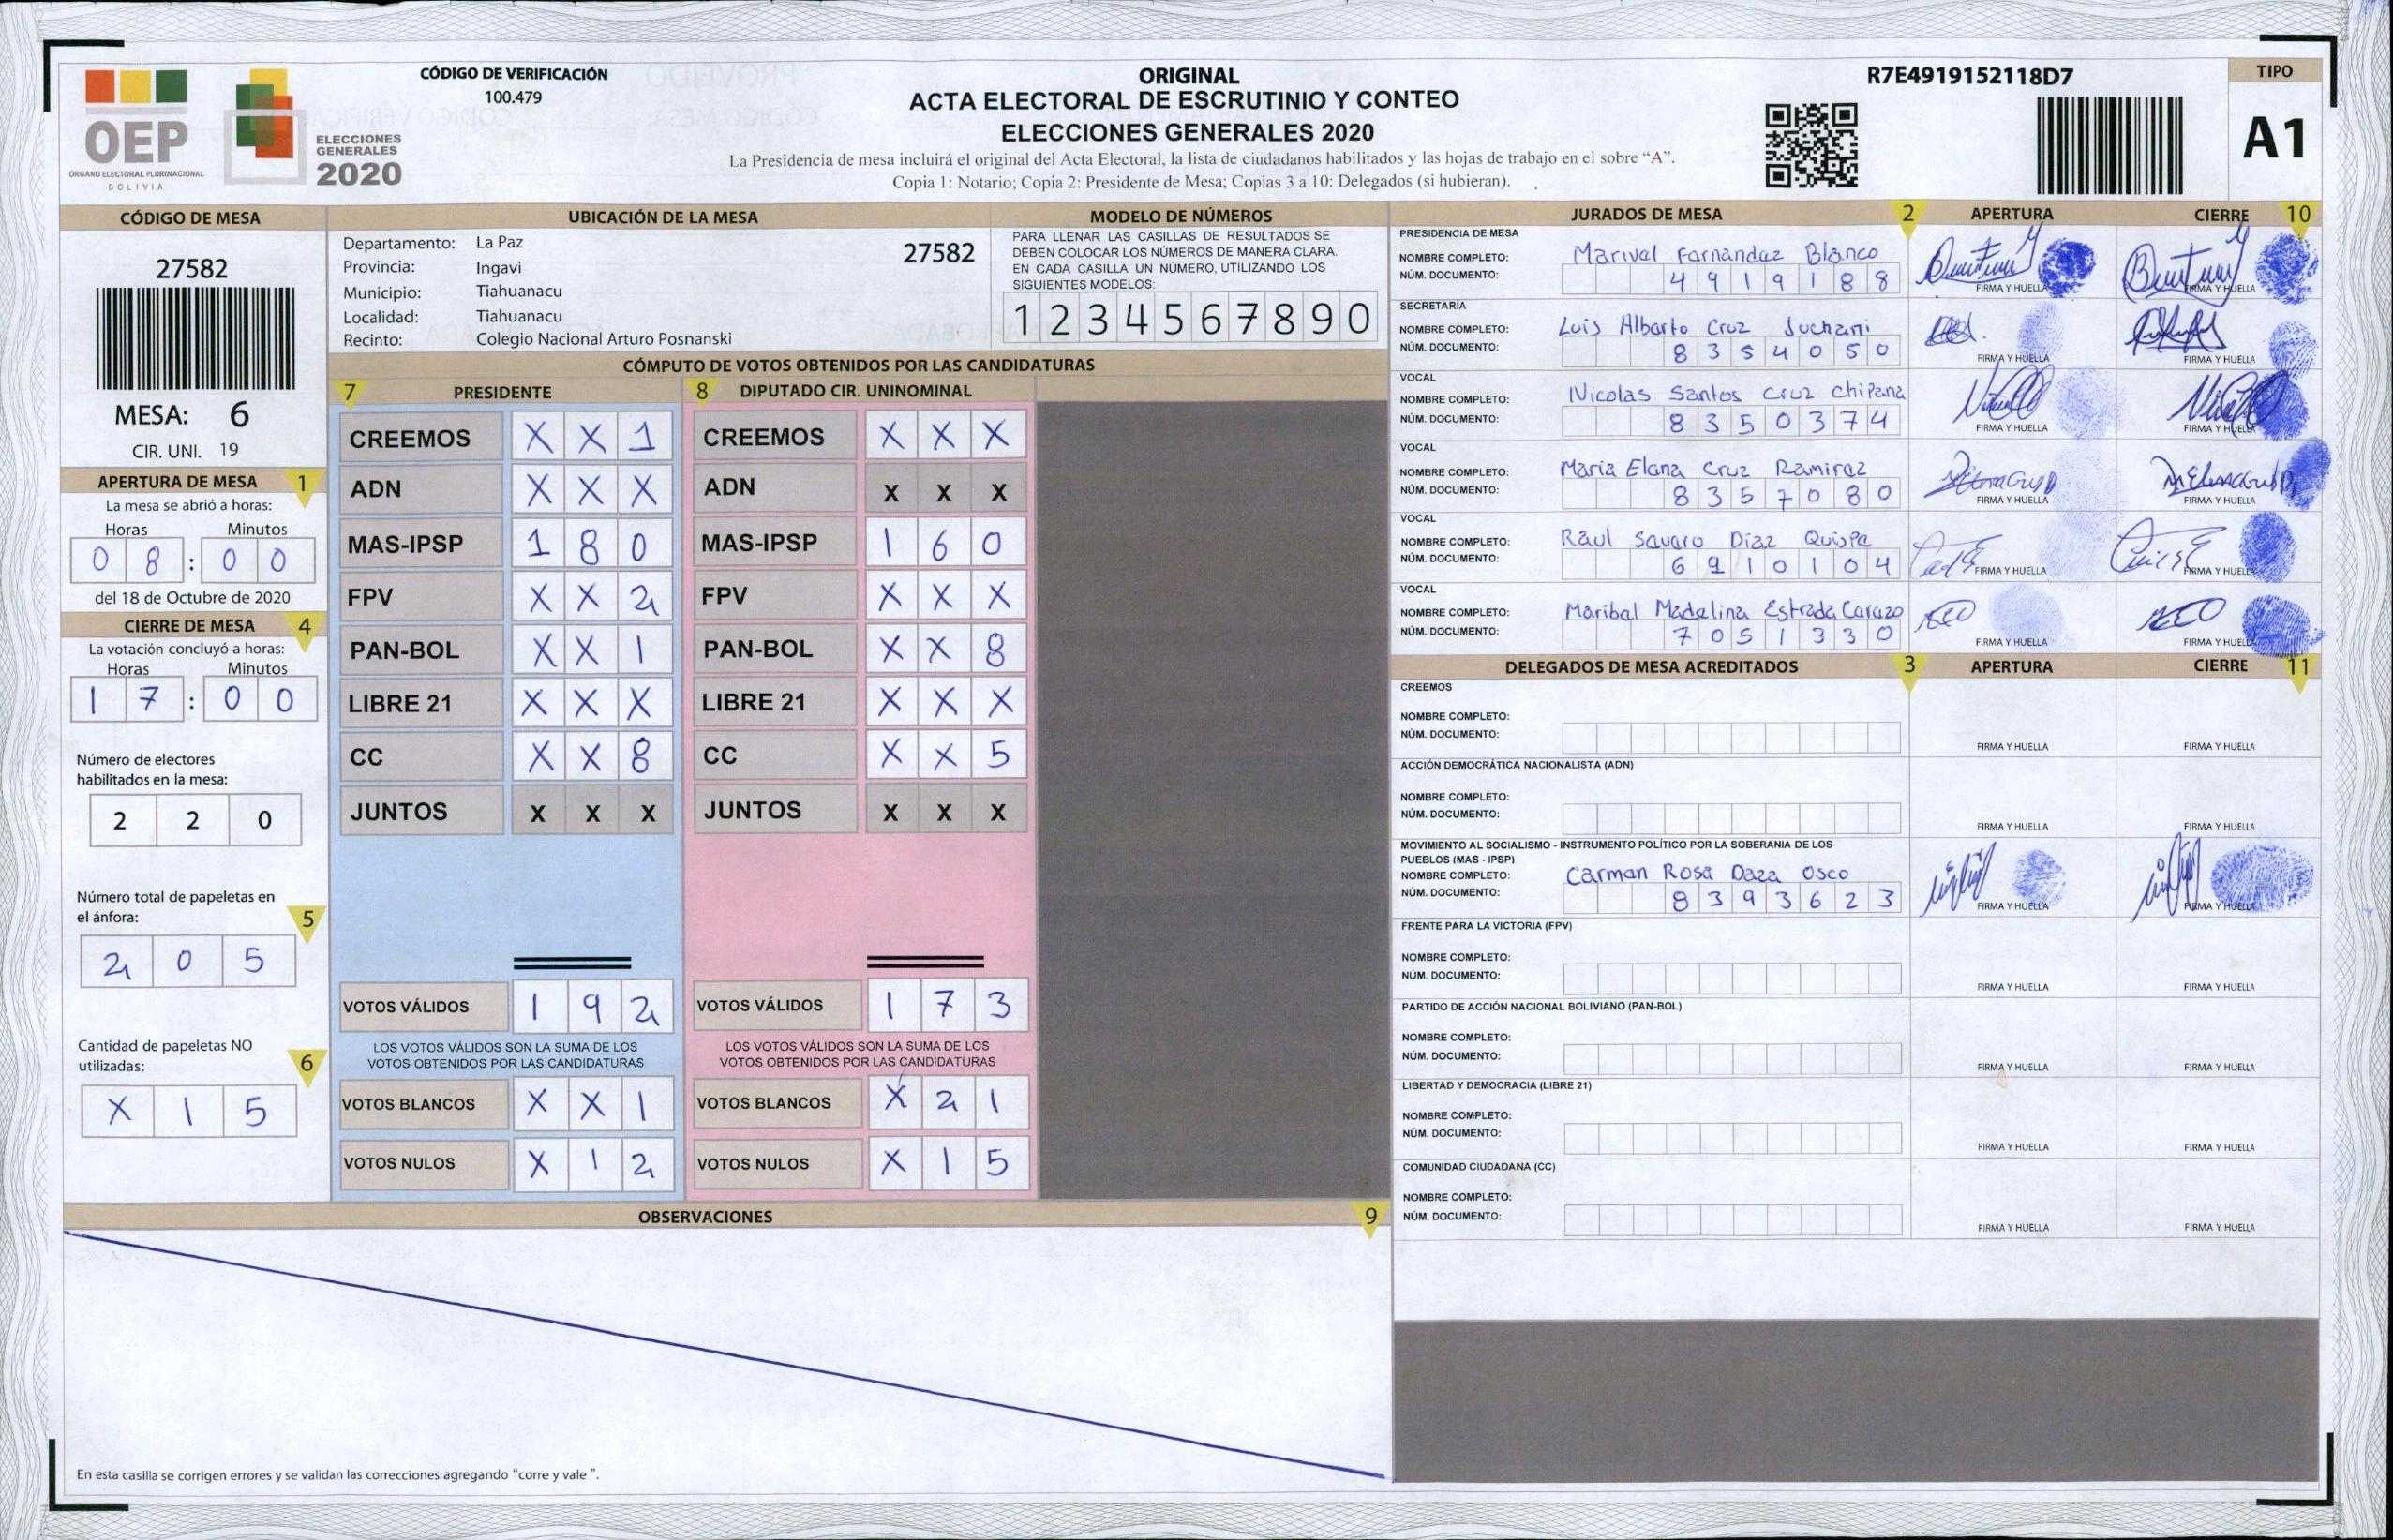 OEP
ÓRGANO ELECTORAL PLURINACIONAL
BOLIVIA
ELECCIONES
GENERALES
2020
CÓDIGO DE VERIFICACIÓN
100.479
ORIGINAL
ACTA ELECTORAL DE ESCRUTINIO Y CONTEO
ELECCIONES GENERALES 2020
La Presidencia de mesa incluirá el original del Acta Electoral, la lista de ciudadanos habilitados y las hojas de trabajo en el sobre “A”.
Copia 1: Notario; Copia 2: Presidente de Mesa; Copias 3 a 10: Delegados (si hubieran).
R7E4919152118D7
TIPO
A1
CÓDIGO DE MESA
27582
MESA: 6
CIR. UNI. 19
APERTURA DE MESA 1
La mesa se abrió a horas:
Horas Minutos
0 8 : 0 0
del 18 de Octubre de 2020
CIERRE DE MESA 4
La votación concluyó a horas:
Horas Minutos
1 7 : 0 0
Número de electores
habilitados en la mesa:
2 2 0
Número total de papeletas en
el ánfora: 5
2 0 5
Cantidad de papeletas NO
utilizadas: 6
X 1 5
UBICACIÓN DE LA MESA
Departamento: La Paz 27582
Provincia: Ingavi
Municipio: Tiahuanacu
Localidad: Tiahuanacu
Recinto: Colegio Nacional Arturo Posnanski
MODELO DE NÚMEROS
PARA LLENAR LAS CASILLAS DE RESULTADOS SE
DEBEN COLOCAR LOS NÚMEROS DE MANERA CLARA.
EN CADA CASILLA UN NÚMERO, UTILIZANDO LOS
SIGUIENTES MODELOS:
1 2 3 4 5 6 7 8 9 0
CÓMPUTO DE VOTOS OBTENIDOS POR LAS CANDIDATURAS
7 PRESIDENTE
CREEMOS X X 1
ADN X X X
MAS-IPSP 1 8 0
FPV X X 2
PAN-BOL X X 1
LIBRE 21 X X X
CC X X 8
JUNTOS X X X
VOTOS VÁLIDOS 1 9 2
LOS VOTOS VÁLIDOS SON LA SUMA DE LOS
VOTOS OBTENIDOS POR LAS CANDIDATURAS
VOTOS BLANCOS X X 1
VOTOS NULOS X 1 2
8 DIPUTADO CIR. UNINOMINAL
CREEMOS X X X
ADN X X X
MAS-IPSP 1 6 0
FPV X X X
PAN-BOL X X 8
LIBRE 21 X X X
CC X X 5
JUNTOS X X X
VOTOS VÁLIDOS 1 7 3
LOS VOTOS VÁLIDOS SON LA SUMA DE LOS
VOTOS OBTENIDOS POR LAS CANDIDATURAS
VOTOS BLANCOS X 2 1
VOTOS NULOS X 1 5
OBSERVACIONES 9
En esta casilla se corrigen errores y se validan las correcciones agregando “corre y vale ”.
JURADOS DE MESA 2 APERTURA CIERRE 10
PRESIDENCIA DE MESA
NOMBRE COMPLETO: Marival Farnandaz Blanco
NÚM. DOCUMENTO: 4 9 1 9 1 8 8
FIRMA Y HUELLA FIRMA Y HUELLA
SECRETARÍA
NOMBRE COMPLETO: Luis Albarto Cruz Juchani
NÚM. DOCUMENTO: 8 3 5 4 0 5 0
FIRMA Y HUELLA FIRMA Y HUELLA
VOCAL
NOMBRE COMPLETO: Nicolas Santos Cruz Chipana
NÚM. DOCUMENTO: 8 3 5 0 3 7 4
FIRMA Y HUELLA FIRMA Y HUELLA
VOCAL
NOMBRE COMPLETO: Maria Elana Cruz Ramiraz
NÚM. DOCUMENTO: 8 3 5 7 0 8 0
FIRMA Y HUELLA FIRMA Y HUELLA
VOCAL
NOMBRE COMPLETO: Raul Savaro Diaz Quispa
NÚM. DOCUMENTO: 6 9 1 0 1 0 4
FIRMA Y HUELLA FIRMA Y HUELLA
VOCAL
NOMBRE COMPLETO: Maribal Madalina Estrada Carazo
NÚM. DOCUMENTO: 7 0 5 1 3 3 0
FIRMA Y HUELLA FIRMA Y HUELLA
DELEGADOS DE MESA ACREDITADOS 3 APERTURA CIERRE 11
CREEMOS
NOMBRE COMPLETO:
NÚM. DOCUMENTO:
FIRMA Y HUELLA FIRMA Y HUELLA
ACCIÓN DEMOCRÁTICA NACIONALISTA (ADN)
NOMBRE COMPLETO:
NÚM. DOCUMENTO:
FIRMA Y HUELLA FIRMA Y HUELLA
MOVIMIENTO AL SOCIALISMO - INSTRUMENTO POLÍTICO POR LA SOBERANIA DE LOS
PUEBLOS (MAS - IPSP)
NOMBRE COMPLETO: Carman Rosa Daza Osco
NÚM. DOCUMENTO: 8 3 9 3 6 2 3
FIRMA Y HUELLA FIRMA Y HUELLA
FRENTE PARA LA VICTORIA (FPV)
NOMBRE COMPLETO:
NÚM. DOCUMENTO:
FIRMA Y HUELLA FIRMA Y HUELLA
PARTIDO DE ACCIÓN NACIONAL BOLIVIANO (PAN-BOL)
NOMBRE COMPLETO:
NÚM. DOCUMENTO:
FIRMA Y HUELLA FIRMA Y HUELLA
LIBERTAD Y DEMOCRACIA (LIBRE 21)
NOMBRE COMPLETO:
NÚM. DOCUMENTO:
FIRMA Y HUELLA FIRMA Y HUELLA
COMUNIDAD CIUDADANA (CC)
NOMBRE COMPLETO:
NÚM. DOCUMENTO:
FIRMA Y HUELLA FIRMA Y HUELLA